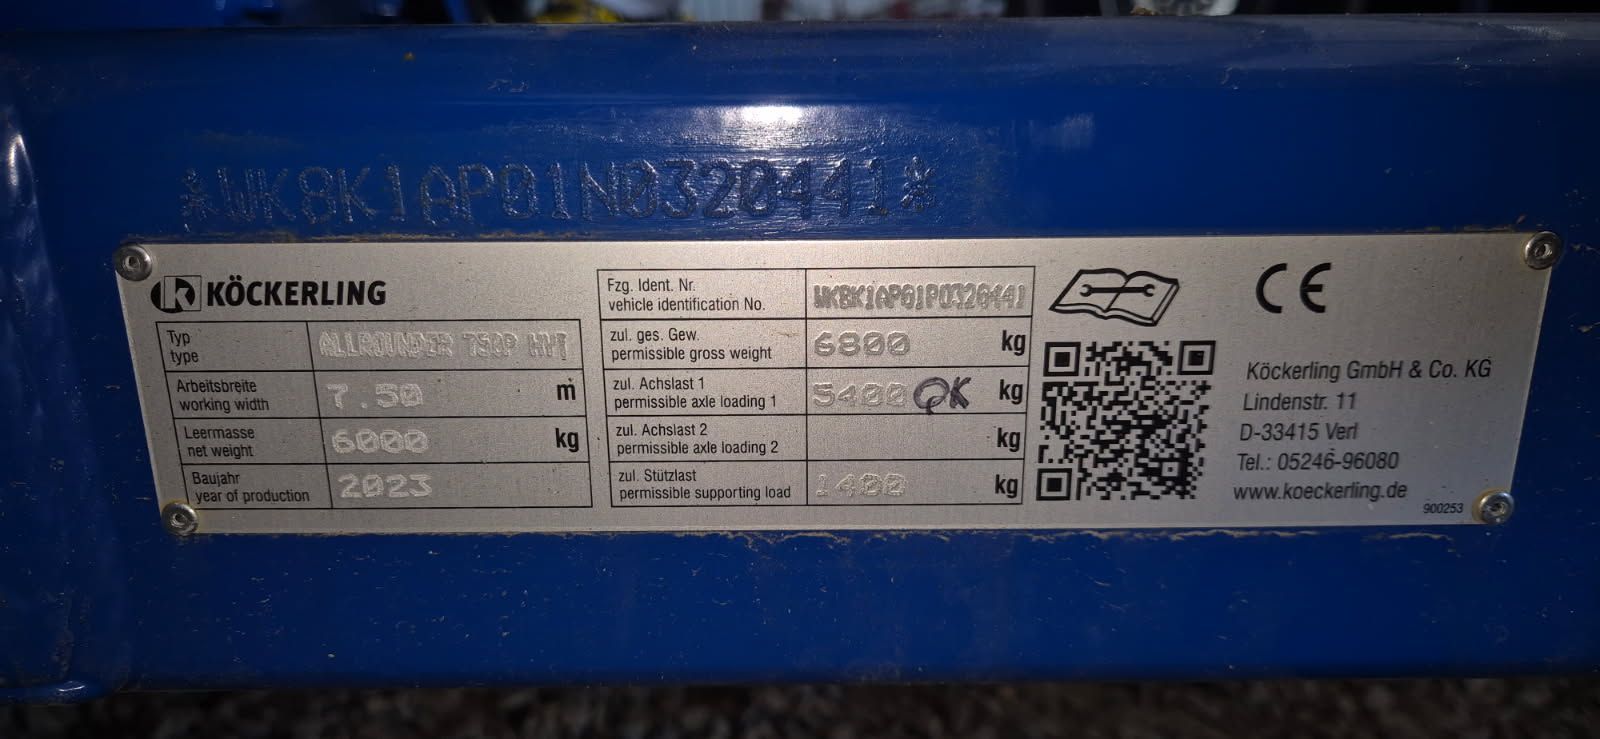 *WK8K1AP01N0320441*
KÖCKERLING
Typ
type
ALLROUNDER 750P
Arbeitsbreite
working width
7.50 m
Leermasse
net weight
6000 kg
Baujahr
year of production
2023
Fzg. Ident. Nr.
vehicle identification No.
WK8K1AP01P0320441
zul. ges. Gew.
permissible gross weight
6800 kg
zul. Achslast 1
permissible axle loading 1
5400 OK kg
zul. Achslast 2
permissible axle loading 2
kg
zul. Stützlast
permissible supporting load
1400 kg
CE
Köckerling GmbH & Co. KG
Lindenstr. 11
D-33415 Verl
Tel.: 05246-96080
www.koeckerling.de
900253